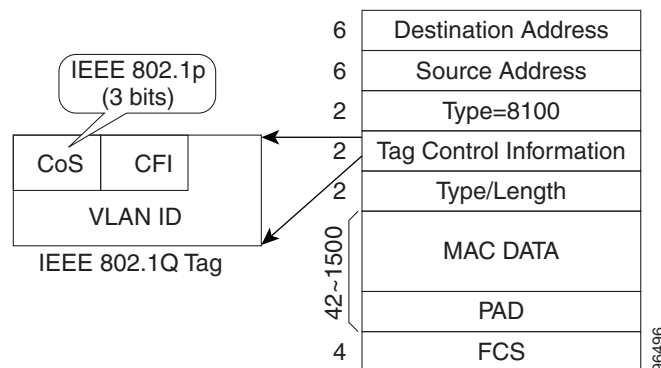 IEEE 802.1p
(3 bits)
CoS
CFI
VLAN ID
IEEE 802.1Q Tag
6 Destination Address
6 Source Address
2 Type=8100
2 Tag Control Information
2 Type/Length
42~1500
MAC DATA
PAD
4 FCS
96496